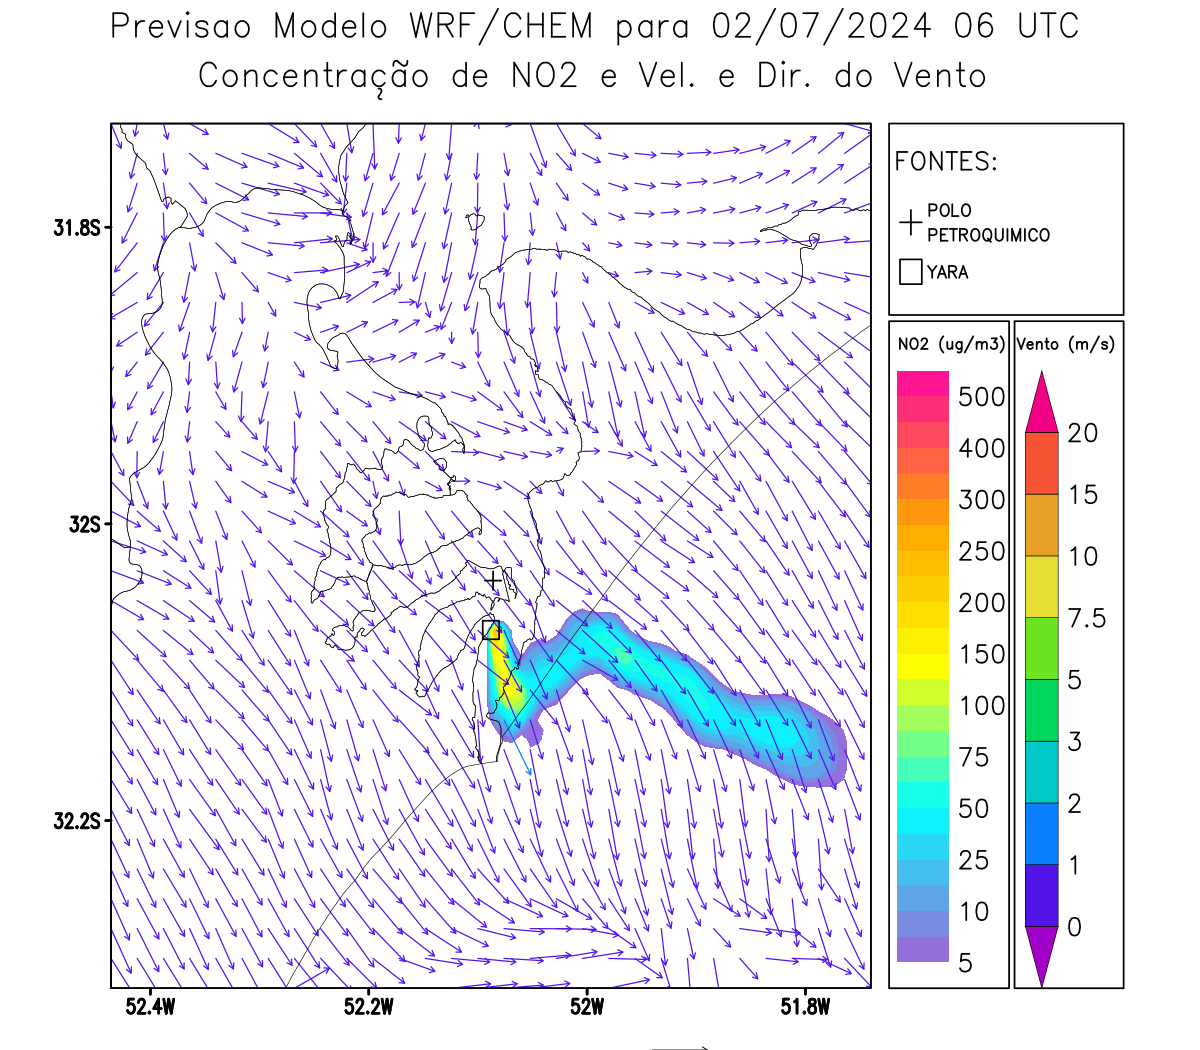 Previsao Modelo WRF/CHEM para 02/07/2024 06 UTC
Concentração de NO2 e Vel. e Dir. do Vento
FONTES:
POLO
PETROQUIMICO
YARA
NO2 (ug/m3)
500
400
300
250
200
150
100
75
50
25
10
5
Vento (m/s)
20
15
10
7.5
5
3
2
1
0
31.8S
32S
32.2S
52.4W
52.2W
52W
51.8W